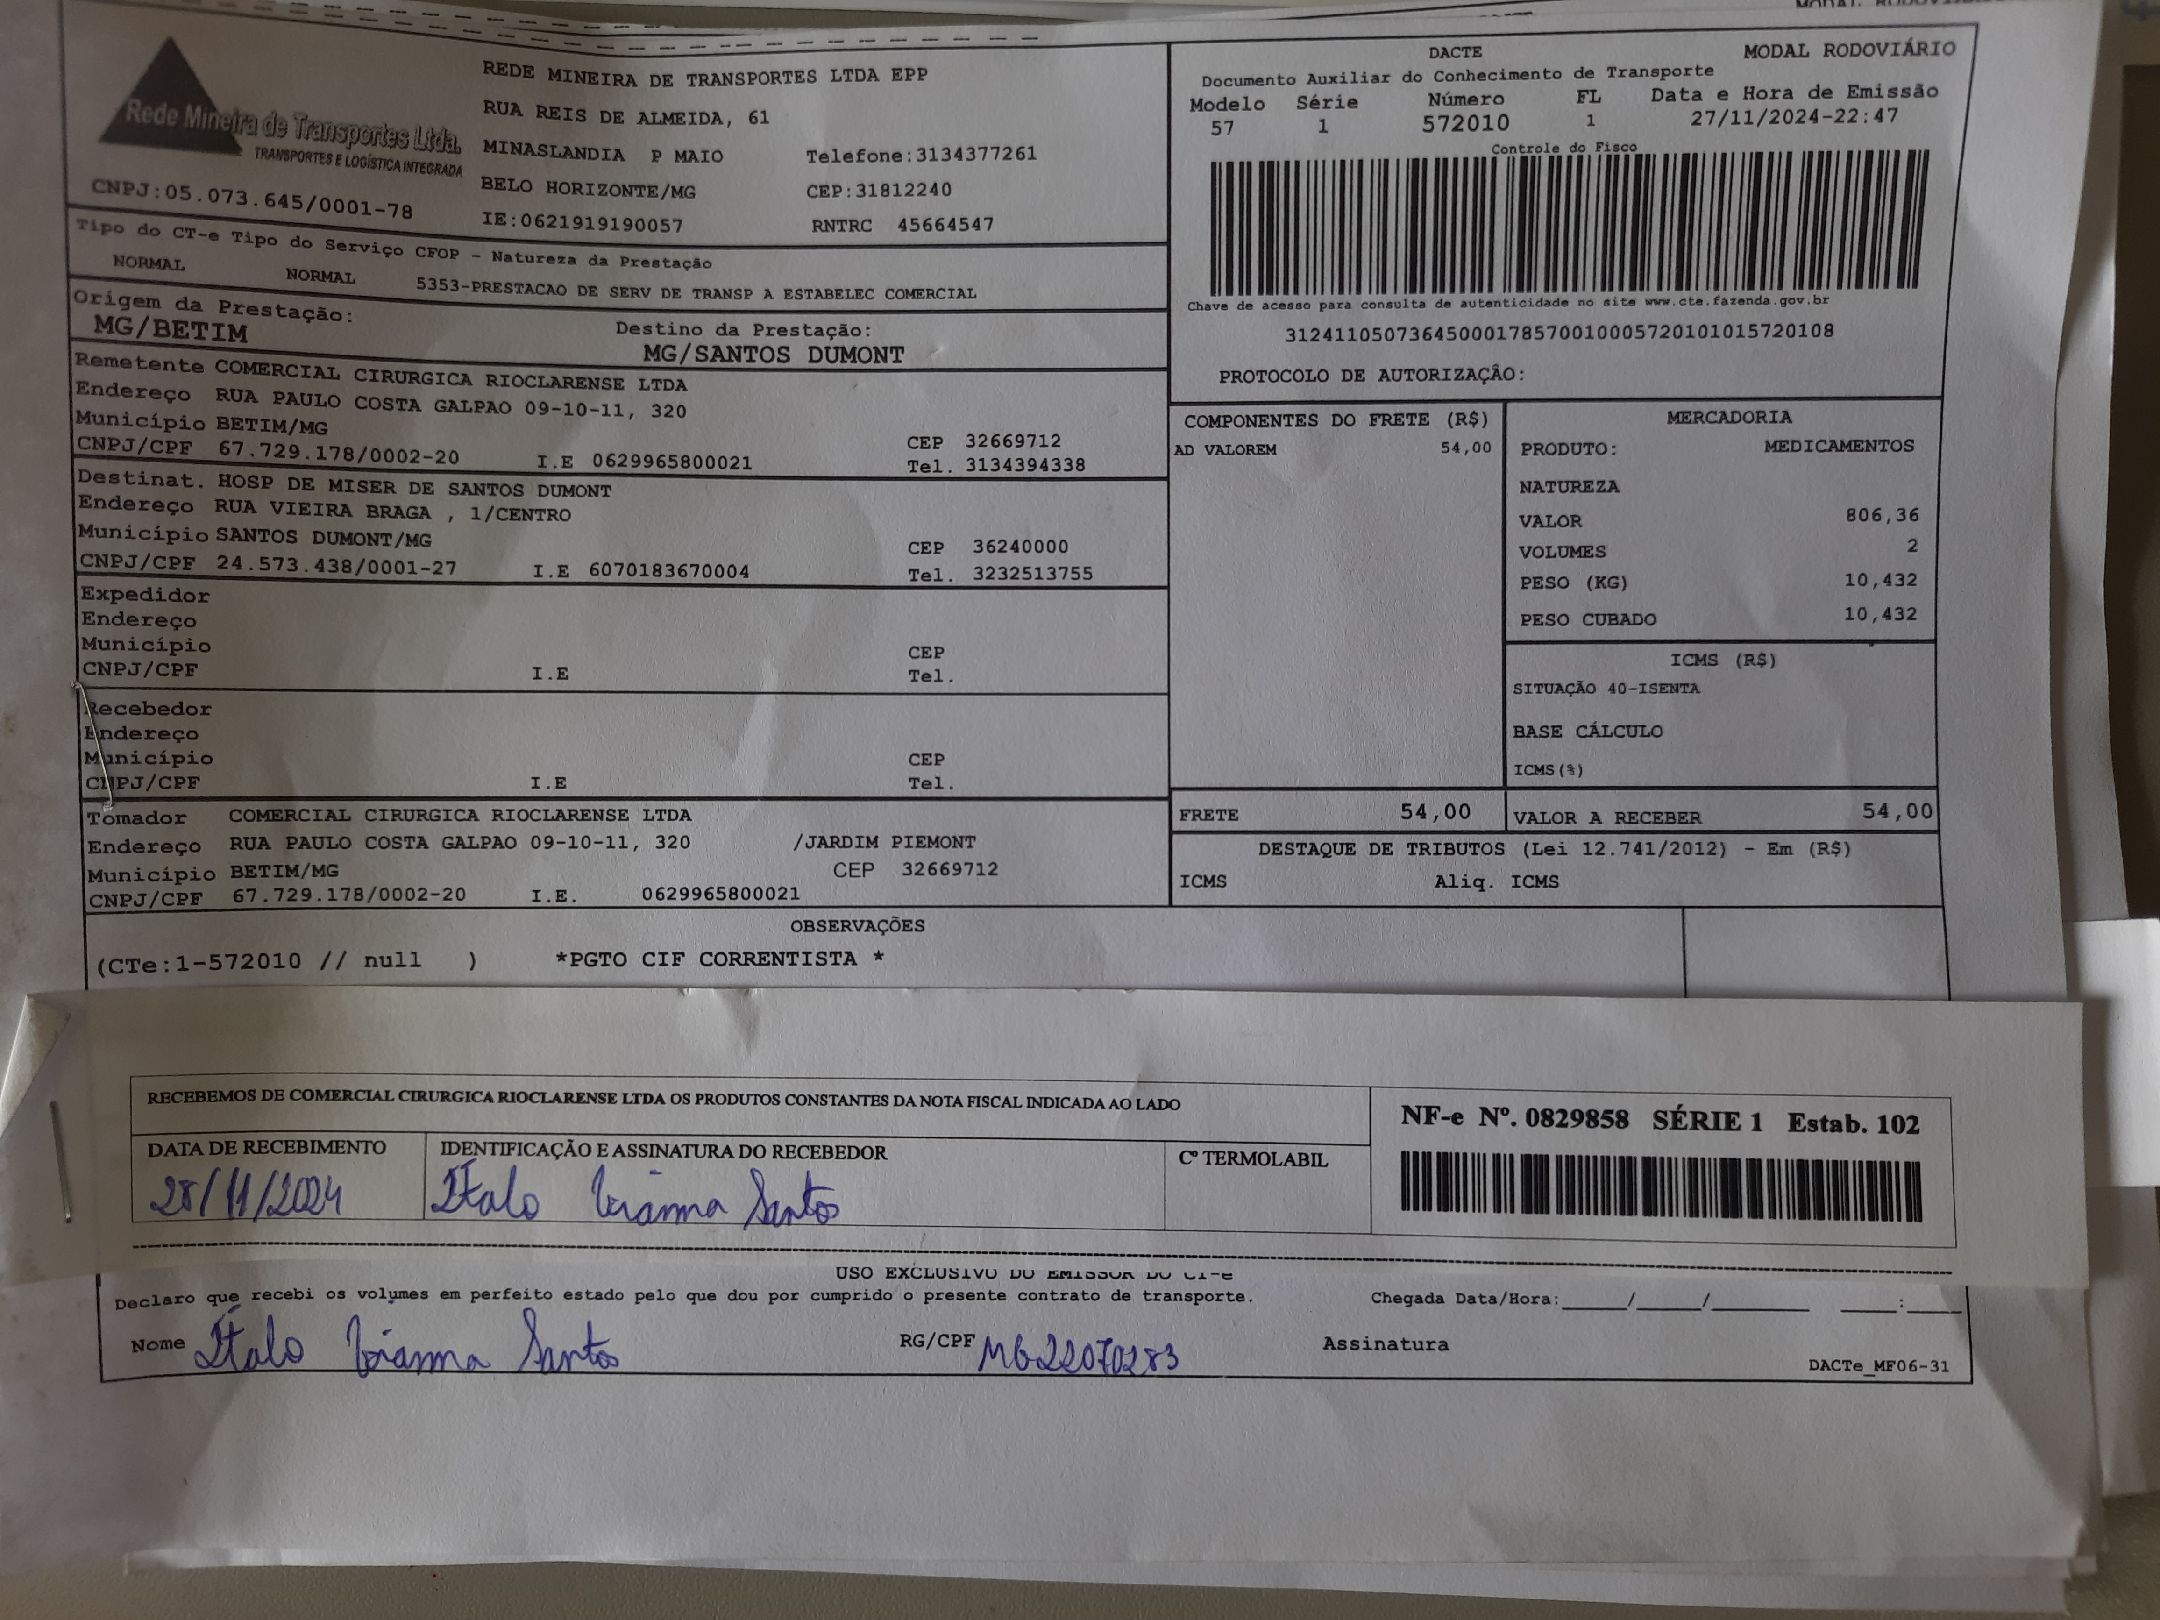 MODAL RODOVIÁRIO
Rede Mineira de Transportes Ltda.
TRANSPORTES E LOGÍSTICA INTEGRADA
CNPJ:05.073.645/0001-78
REDE MINEIRA DE TRANSPORTES LTDA EPP
RUA REIS DE ALMEIDA, 61
MINASLANDIA P MAIO Telefone:3134377261
BELO HORIZONTE/MG CEP:31812240
IE:0621919190057 RNTRC 45664547
DACTE MODAL RODOVIÁRIO
Documento Auxiliar do Conhecimento de Transporte
Modelo Série Número FL Data e Hora de Emissão
57 1 572010 1 27/11/2024-22:47
Controle do Fisco
Chave de acesso para consulta de autenticidade no site www.cte.fazenda.gov.br
31241105073645000178570010005720101015720108
PROTOCOLO DE AUTORIZAÇÃO:
Tipo do CT-e Tipo do Serviço CFOP - Natureza da Prestação
NORMAL NORMAL 5353-PRESTACAO DE SERV DE TRANSP A ESTABELEC COMERCIAL
Origem da Prestação: Destino da Prestação:
MG/BETIM MG/SANTOS DUMONT
Remetente COMERCIAL CIRURGICA RIOCLARENSE LTDA
Endereço RUA PAULO COSTA GALPAO 09-10-11, 320
Município BETIM/MG CEP 32669712
CNPJ/CPF 67.729.178/0002-20 I.E 0629965800021 Tel. 3134394338
Destinat. HOSP DE MISER DE SANTOS DUMONT
Endereço RUA VIEIRA BRAGA , 1/CENTRO
Município SANTOS DUMONT/MG CEP 36240000
CNPJ/CPF 24.573.438/0001-27 I.E 6070183670004 Tel. 3232513755
Expedidor
Endereço
Município CEP
CNPJ/CPF I.E Tel.
Recebedor
Endereço
Município CEP
CNPJ/CPF I.E Tel.
Tomador COMERCIAL CIRURGICA RIOCLARENSE LTDA
Endereço RUA PAULO COSTA GALPAO 09-10-11, 320 /JARDIM PIEMONT
Município BETIM/MG CEP 32669712
CNPJ/CPF 67.729.178/0002-20 I.E. 0629965800021
COMPONENTES DO FRETE (R$)
AD VALOREM 54,00
MERCADORIA
PRODUTO: MEDICAMENTOS
NATUREZA
VALOR 806,36
VOLUMES 2
PESO (KG) 10,432
PESO CUBADO 10,432
ICMS (R$)
SITUAÇÃO 40-ISENTA
BASE CÁLCULO
ICMS(%)
FRETE 54,00 VALOR A RECEBER 54,00
DESTAQUE DE TRIBUTOS (Lei 12.741/2012) - Em (R$)
ICMS Aliq. ICMS
OBSERVAÇÕES
(CTe:1-572010 // null ) *PGTO CIF CORRENTISTA *
RECEBEMOS DE COMERCIAL CIRURGICA RIOCLARENSE LTDA OS PRODUTOS CONSTANTES DA NOTA FISCAL INDICADA AO LADO
NF-e Nº. 0829858 SÉRIE 1 Estab. 102
DATA DE RECEBIMENTO IDENTIFICAÇÃO E ASSINATURA DO RECEBEDOR Cº TERMOLABIL
28/11/2024 Ítalo Vianna Santos
USO EXCLUSIVO DO EMISSOR DO CT-e
Declaro que recebi os volumes em perfeito estado pelo que dou por cumprido o presente contrato de transporte. Chegada Data/Hora:____/____/______ ____:____
Nome Ítalo Vianna Santos RG/CPF MG22070283 Assinatura
DACTe_MF06-31